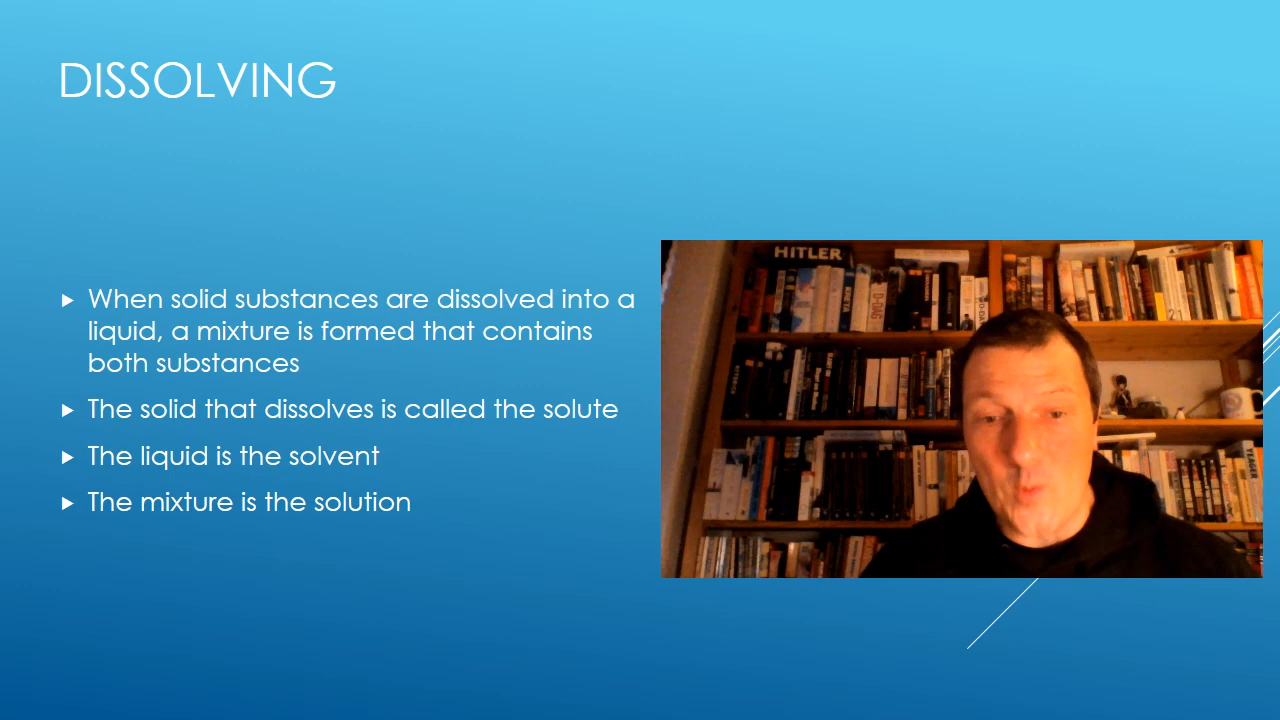 DISSOLVING
When solid substances are dissolved into a
liquid, a mixture is formed that contains
both substances
The solid that dissolves is called the solute
The liquid is the solvent
The mixture is the solution
HITLER
D-DAY
YEAGER